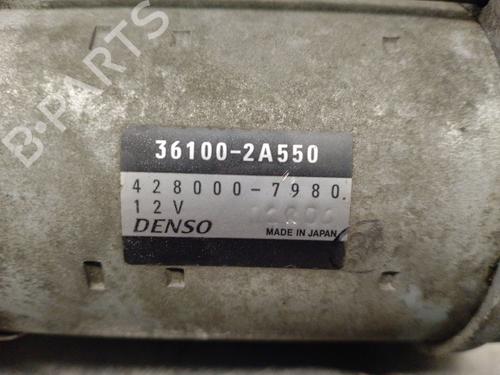 B-PARTS
36100-2A550
428000-7980
12V
DENSO
MADE IN JAPAN